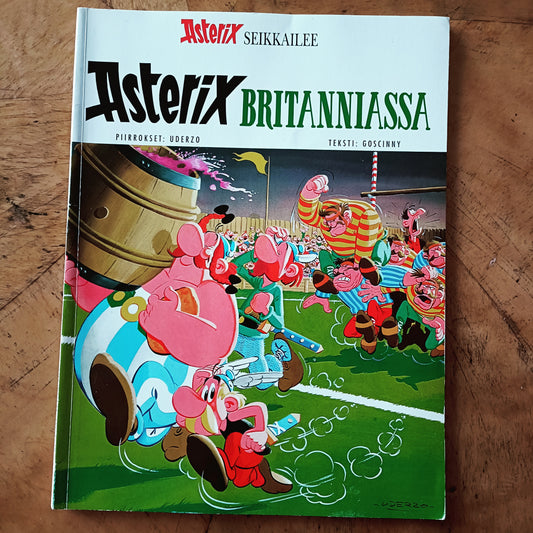 Asterix SEIKKAILEE
Asterix BRITANNIASSA
PIIRROKSET: UDERZO TEKSTI: GOSCINNY
-UDERZO-